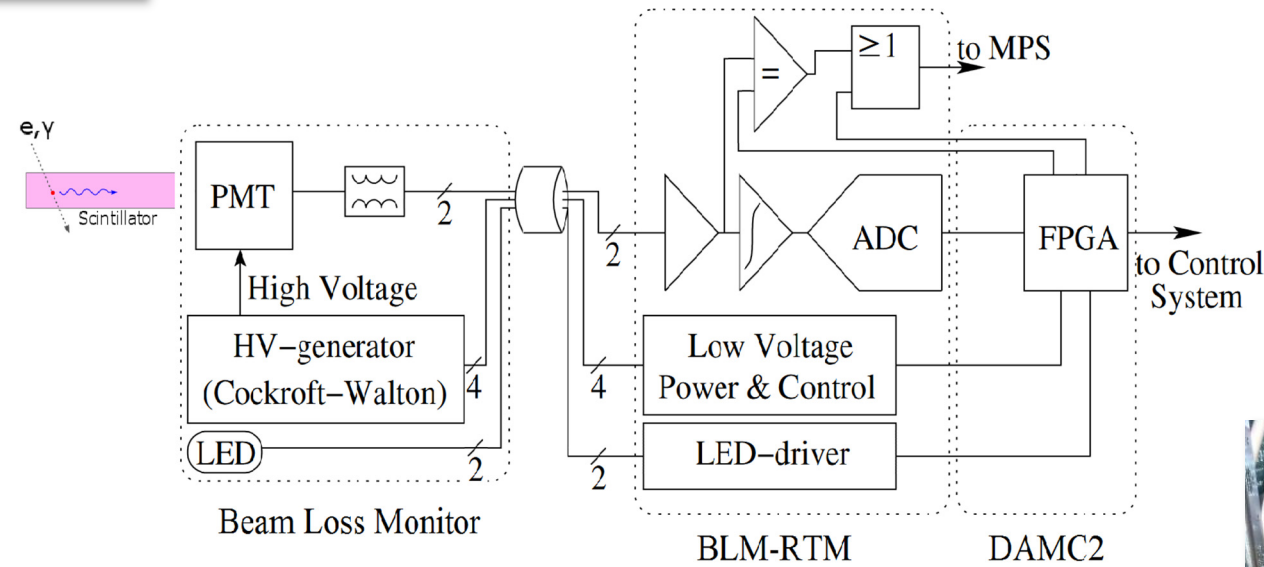 e,γ
Scintillator
PMT
2
High Voltage
HV-generator
(Cockroft-Walton)
4
LED
2
Beam Loss Monitor
2
4
2
=
≥1
to MPS
ADC
FPGA
to Control
System
Low Voltage
Power & Control
LED-driver
BLM-RTM
DAMC2